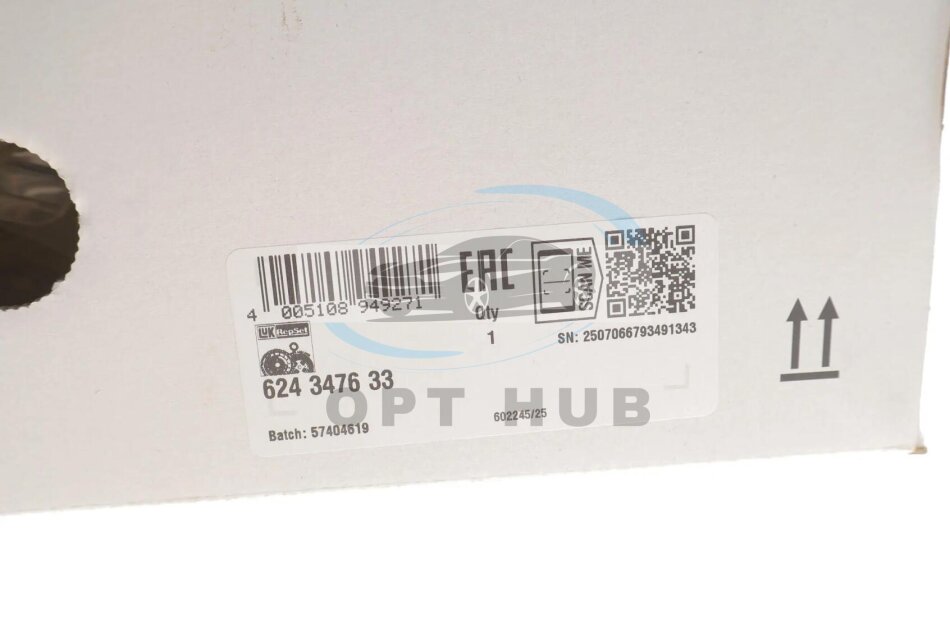 4 005108 949271
EAC
SCAN ME
Qty
1
SN: 2507066793491343
LUK RepSet
624 3476 33
OPT HUB
602245/25
Batch: 57404619